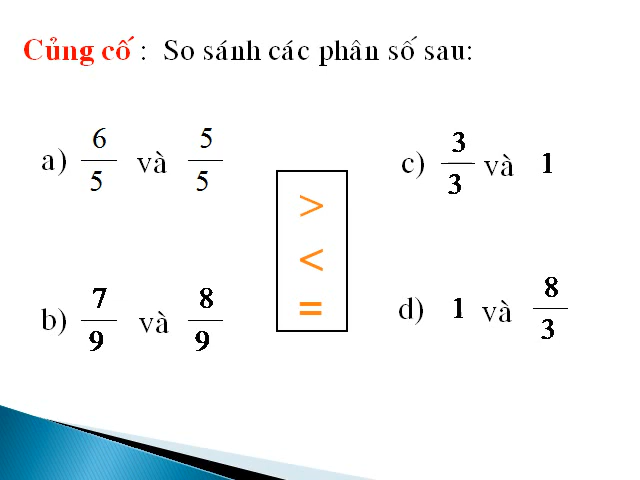 Củng cố : So sánh các phân số sau:
a) 6/5 và 5/5
b) 7/9 và 8/9
>
<
=
c) 3/3 và 1
d) 1 và 8/3